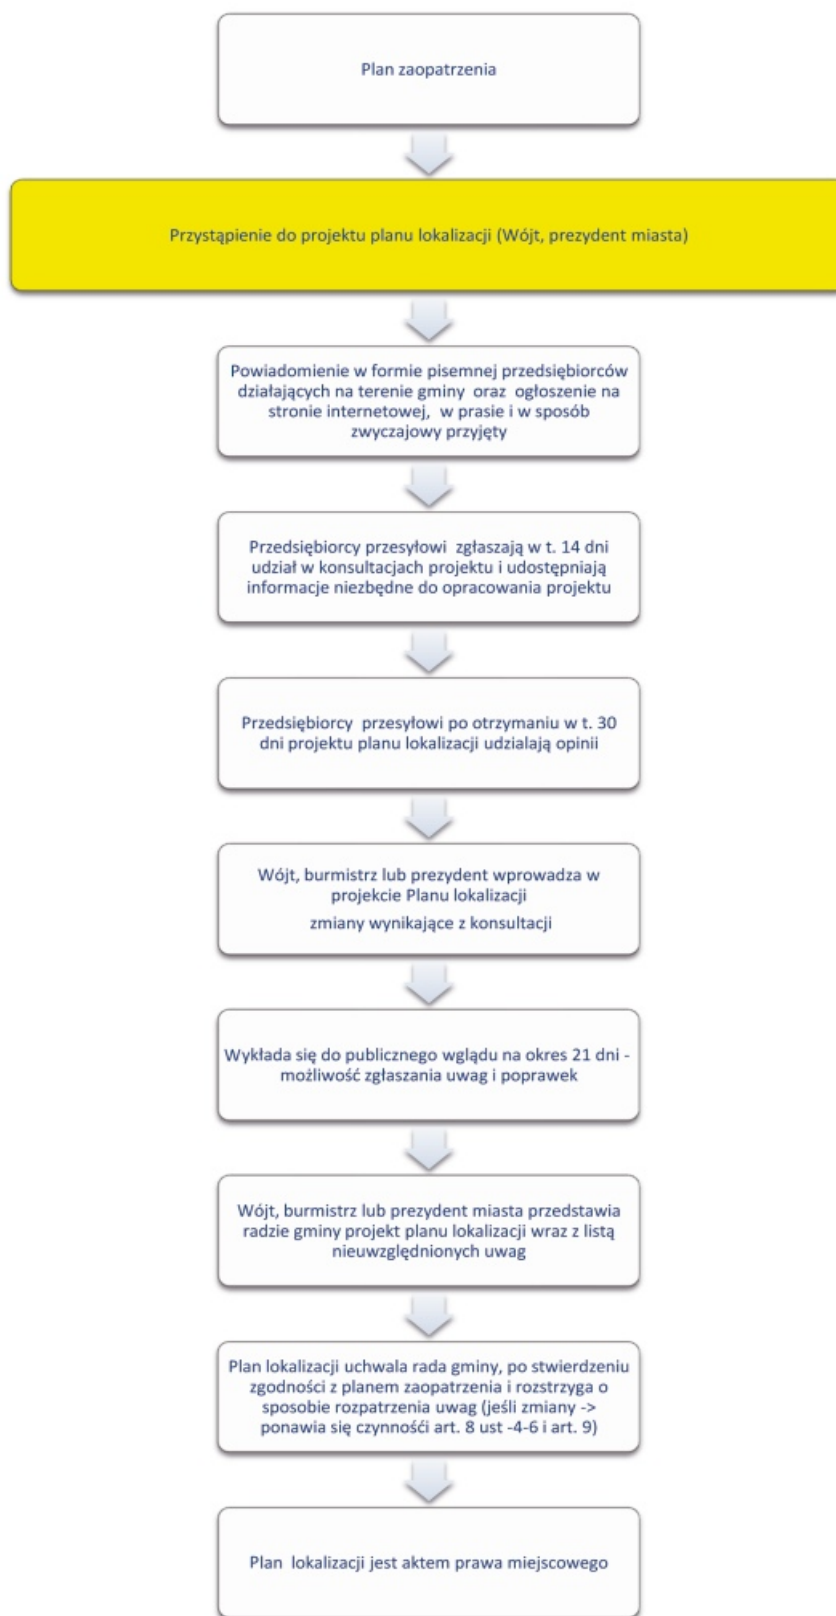 Plan zaopatrzenia
Przystąpienie do projektu planu lokalizacji (Wójt, prezydent miasta)
Powiadomienie w formie pisemnej przedsiębiorców
działających na terenie gminy oraz ogłoszenie na
stronie internetowej, w prasie i w sposób
zwyczajowy przyjęty
Przedsiębiorcy przesyłowi zgłaszają w t. 14 dni
udział w konsultacjach projektu i udostępniają
informacje niezbędne do opracowania projektu
Przedsiębiorcy przesyłowi po otrzymaniu w t. 30
dni projektu planu lokalizacji udzialają opinii
Wójt, burmistrz lub prezydent wprowadza w
projekcie Planu lokalizacji
zmiany wynikające z konsultacji
Wykłada się do publicznego wglądu na okres 21 dni -
możliwość zgłaszania uwag i poprawek
Wójt, burmistrz lub prezydent miasta przedstawia
radzie gminy projekt planu lokalizacji wraz z listą
nieuwzględnionych uwag
Plan lokalizacji uchwala rada gminy, po stwierdzeniu
zgodności z planem zaopatrzenia i rozstrzyga o
sposobie rozpatrzenia uwag (jeśli zmiany ->
ponawia się czynnośći art. 8 ust -4-6 i art. 9)
Plan lokalizacji jest aktem prawa miejscowego